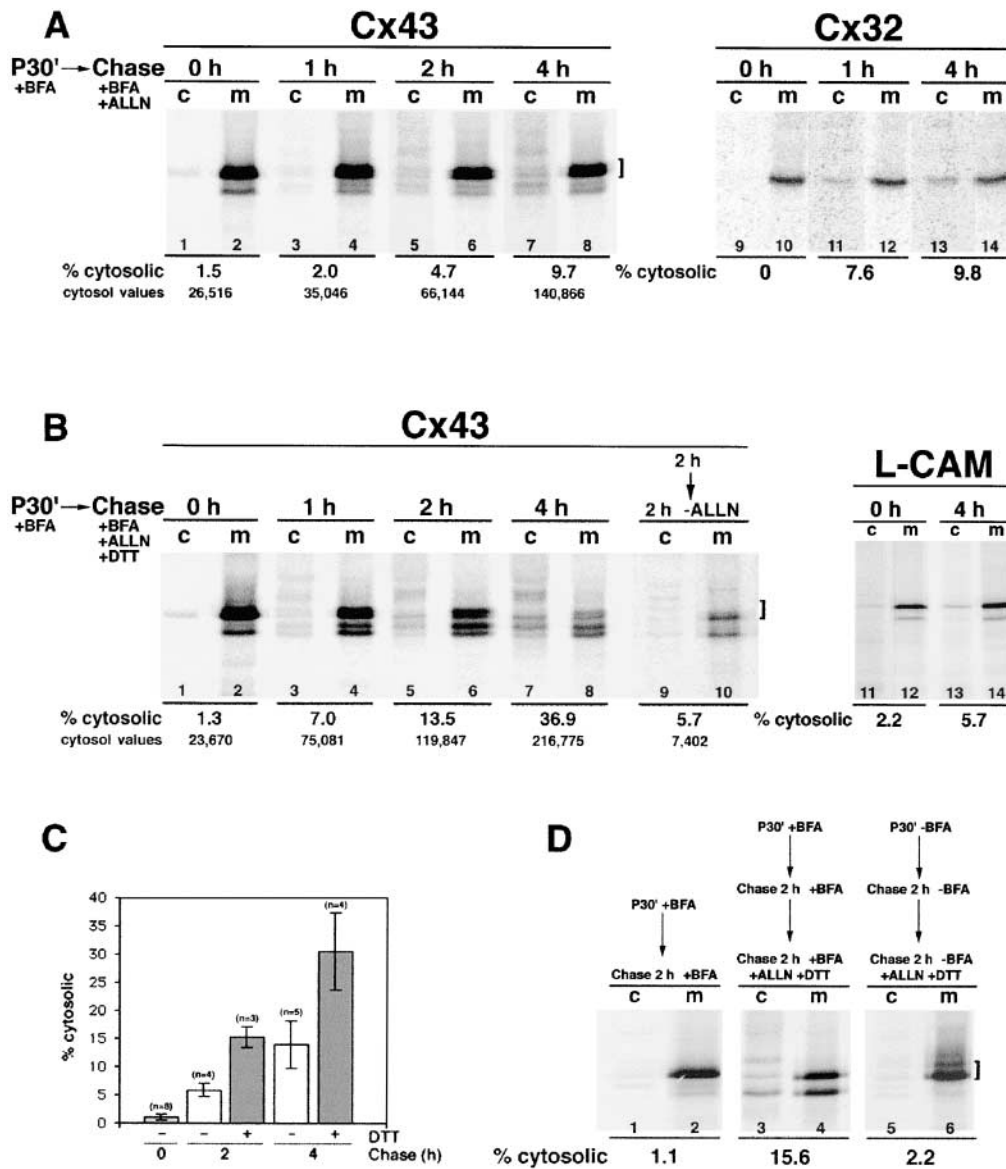 A
Cx43
Cx32
P30' → Chase
+BFA +BFA
+ALLN
0 h 1 h 2 h 4 h
0 h 1 h 4 h
c m c m c m c m
c m c m c m
]
1 2 3 4 5 6 7 8
9 10 11 12 13 14
% cytosolic 1.5 2.0 4.7 9.7
% cytosolic 0 7.6 9.8
cytosol values 26,516 35,046 66,144 140,866
B
Cx43
L-CAM
2 h
P30' → Chase
+BFA +BFA
+ALLN
+DTT
0 h 1 h 2 h 4 h 2 h -ALLN
0 h 4 h
c m c m c m c m c m
c m c m
]
1 2 3 4 5 6 7 8 9 10
11 12 13 14
% cytosolic 1.3 7.0 13.5 36.9 5.7
% cytosolic 2.2 5.7
cytosol values 23,670 75,081 119,847 216,775 7,402
C
% cytosolic
40
35
30
25
20
15
10
5
0
(n=8) (n=4) (n=3) (n=5) (n=4)
– – + – + DTT
0 2 4 Chase (h)
D
P30' +BFA
Chase 2 h +BFA
P30' +BFA
Chase 2 h +BFA
Chase 2 h +BFA
+ALLN +DTT
P30' -BFA
Chase 2 h -BFA
Chase 2 h -BFA
+ALLN +DTT
c m c m c m
]
1 2 3 4 5 6
% cytosolic 1.1 15.6 2.2